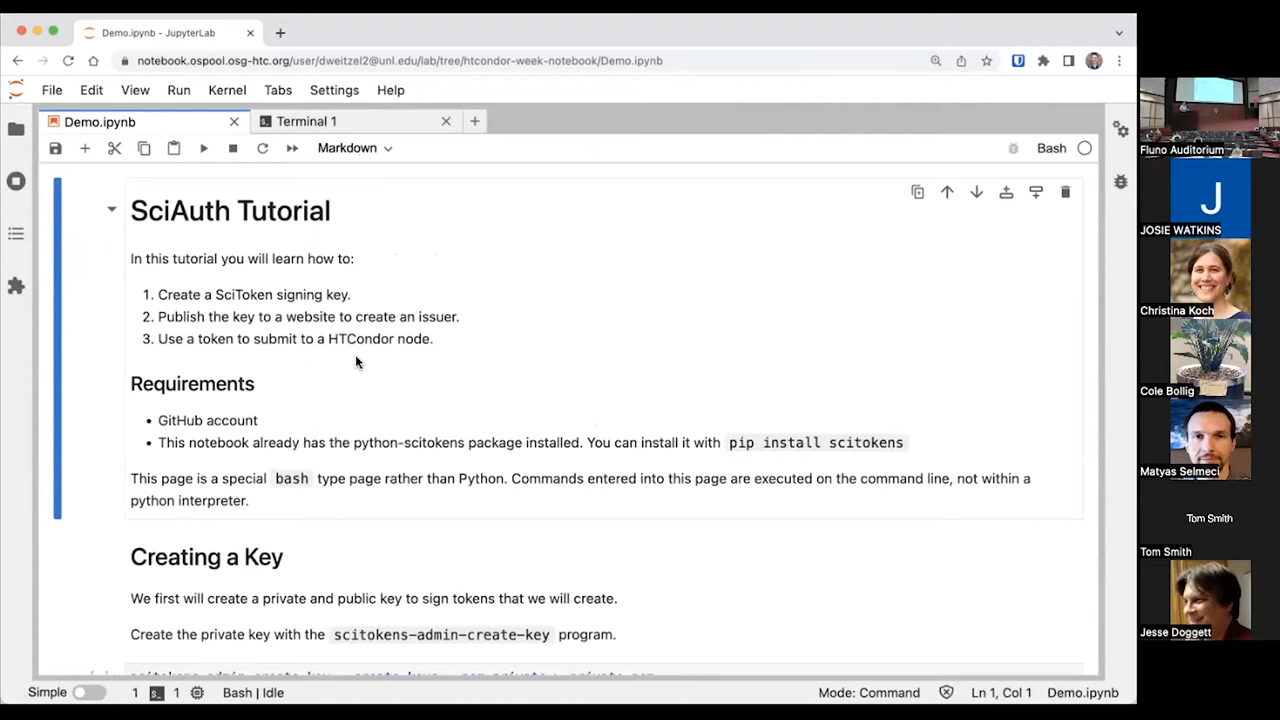 Demo.ipynb - JupyterLab
notebook.ospool.osg-htc.org/user/dweitzel2@unl.edu/lab/tree/htcondor-week-notebook/Demo.ipynb
File Edit View Run Kernel Tabs Settings Help
Demo.ipynb
Terminal 1
Markdown
Bash
SciAuth Tutorial
In this tutorial you will learn how to:
1. Create a SciToken signing key.
2. Publish the key to a website to create an issuer.
3. Use a token to submit to a HTCondor node.
Requirements
• GitHub account
• This notebook already has the python-scitokens package installed. You can install it with pip install scitokens
This page is a special bash type page rather than Python. Commands entered into this page are executed on the command line, not within a
python interpreter.
Creating a Key
We first will create a private and public key to sign tokens that we will create.
Create the private key with the scitokens-admin-create-key program.
Simple 1 1 Bash | Idle Mode: Command Ln 1, Col 1 Demo.ipynb
Fluno Auditorium
J
JOSIE WATKINS
Christina Koch
Cole Bollig
Matyas Selmeci
Tom Smith
Tom Smith
Jesse Doggett